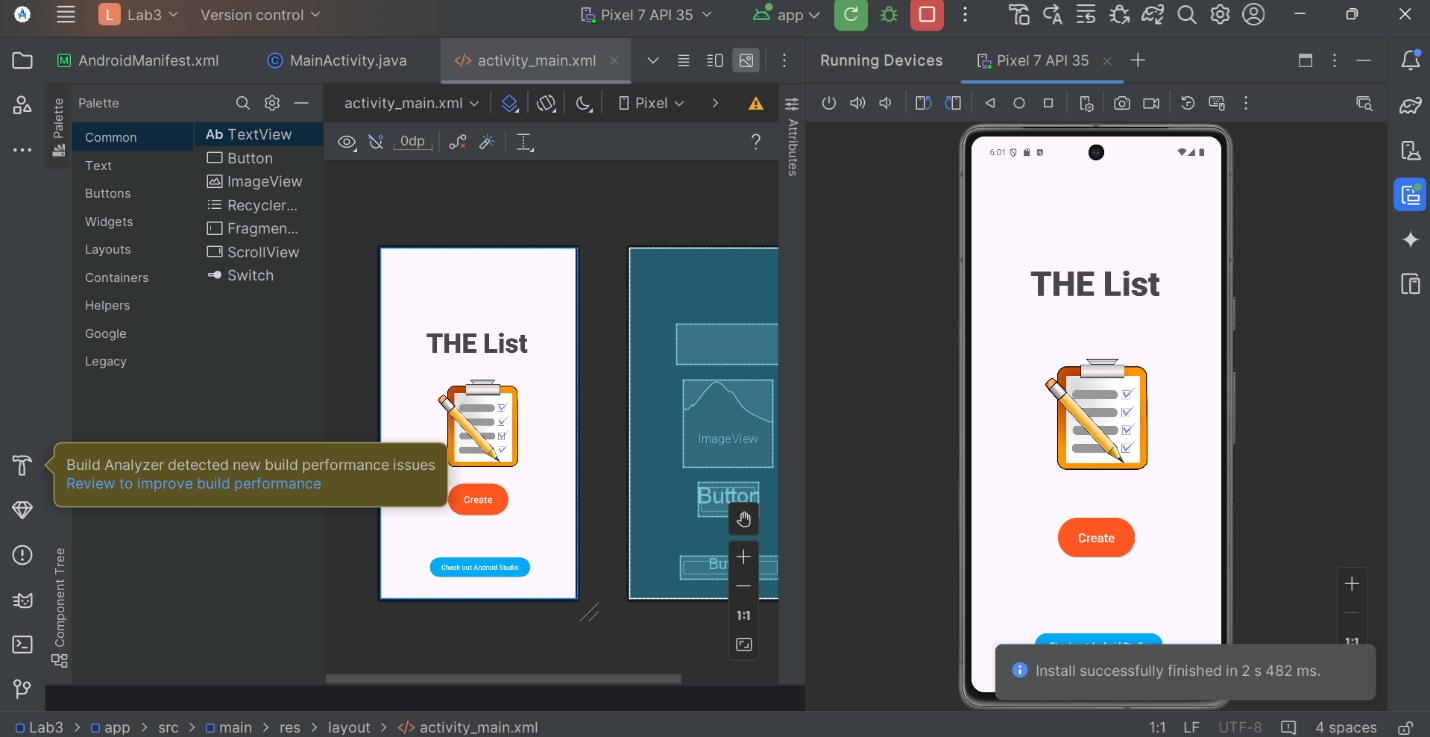 L Lab3 Version control Pixel 7 API 35 app
AndroidManifest.xml MainActivity.java activity_main.xml
Running Devices Pixel 7 API 35
Palette
Palette
activity_main.xml Pixel
Attributes
Common
Text
Buttons
Widgets
Layouts
Containers
Helpers
Google
Legacy
Ab TextView
Button
ImageView
Recycler...
Fragmen...
ScrollView
Switch
0dp
?
THE List
Create
Check out Android Studio
ImageView
Button
Bu
1:1
Build Analyzer detected new build performance issues
Review to improve build performance
Component Tree
6:01
THE List
Create
Check out Android Studio
1:1
Install successfully finished in 2 s 482 ms.
Lab3 > app > src > main > res > layout > activity_main.xml
1:1 LF UTF-8 4 spaces